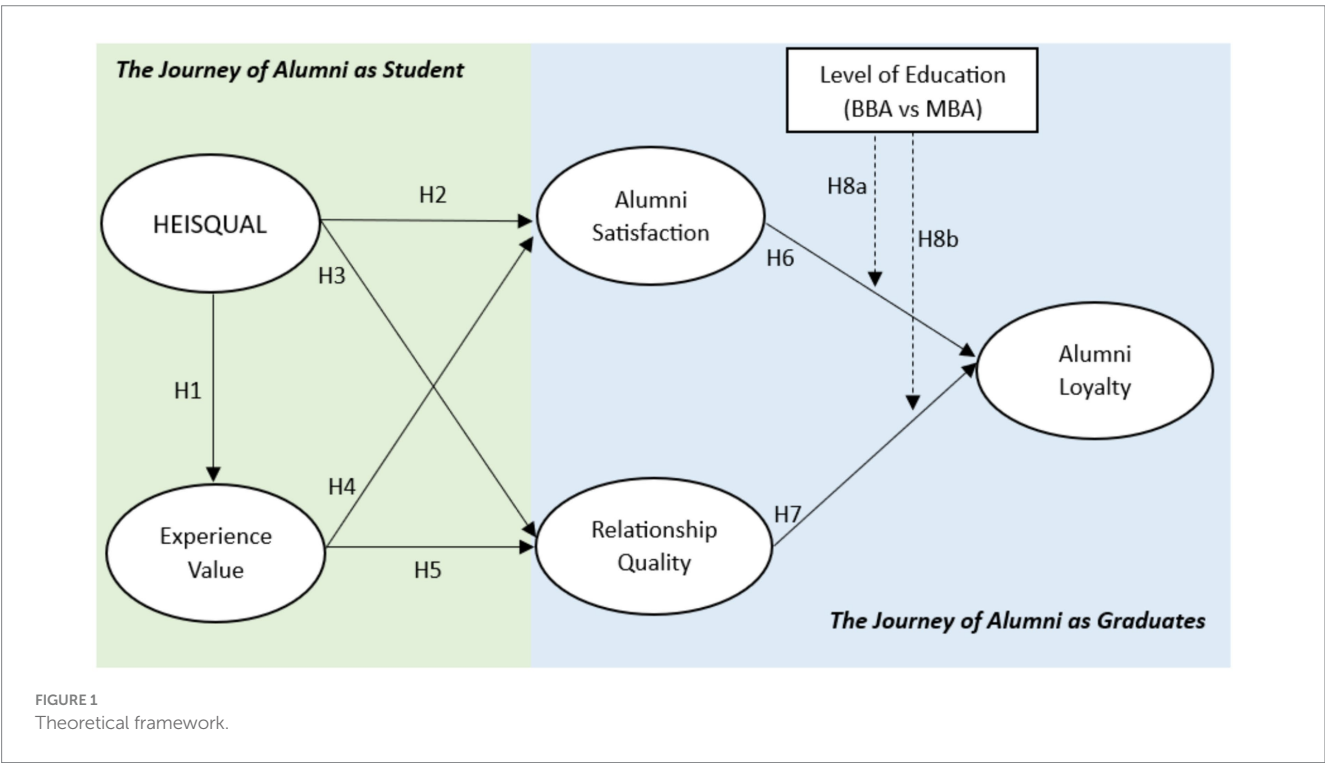 The Journey of Alumni as Student
Level of Education
(BBA vs MBA)
HEISQUAL
H2
Alumni
Satisfaction
H8a
H8b
H3
H6
H1
Alumni
Loyalty
H4
Experience
Value
H5
Relationship
Quality
H7
The Journey of Alumni as Graduates
FIGURE 1
Theoretical framework.